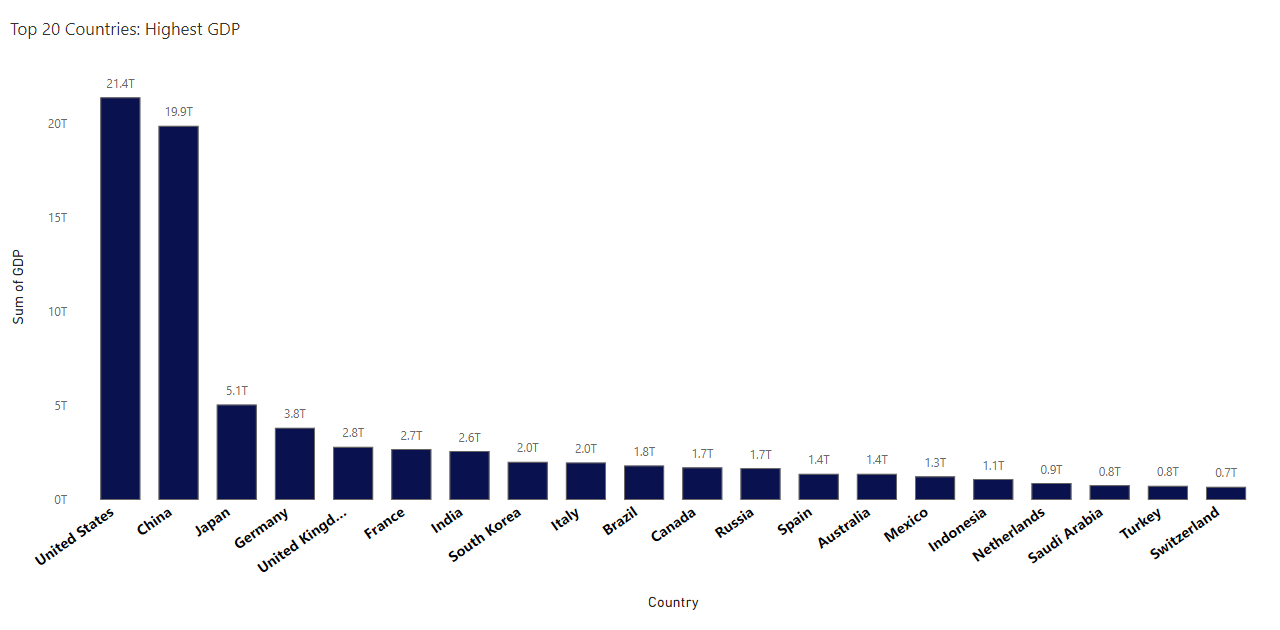 Top 20 Countries: Highest GDP
21.4T
19.9T
20T
15T
Sum of GDP
10T
5.1T
5T
3.8T
2.8T
2.7T
2.6T
2.0T
2.0T
1.8T
1.7T
1.7T
1.4T
1.4T
1.3T
1.1T
0.9T
0.8T
0.8T
0.7T
0T
United States
China
Japan
Germany
United Kingd...
France
India
South Korea
Italy
Brazil
Canada
Russia
Spain
Australia
Mexico
Indonesia
Netherlands
Saudi Arabia
Turkey
Switzerland
Country